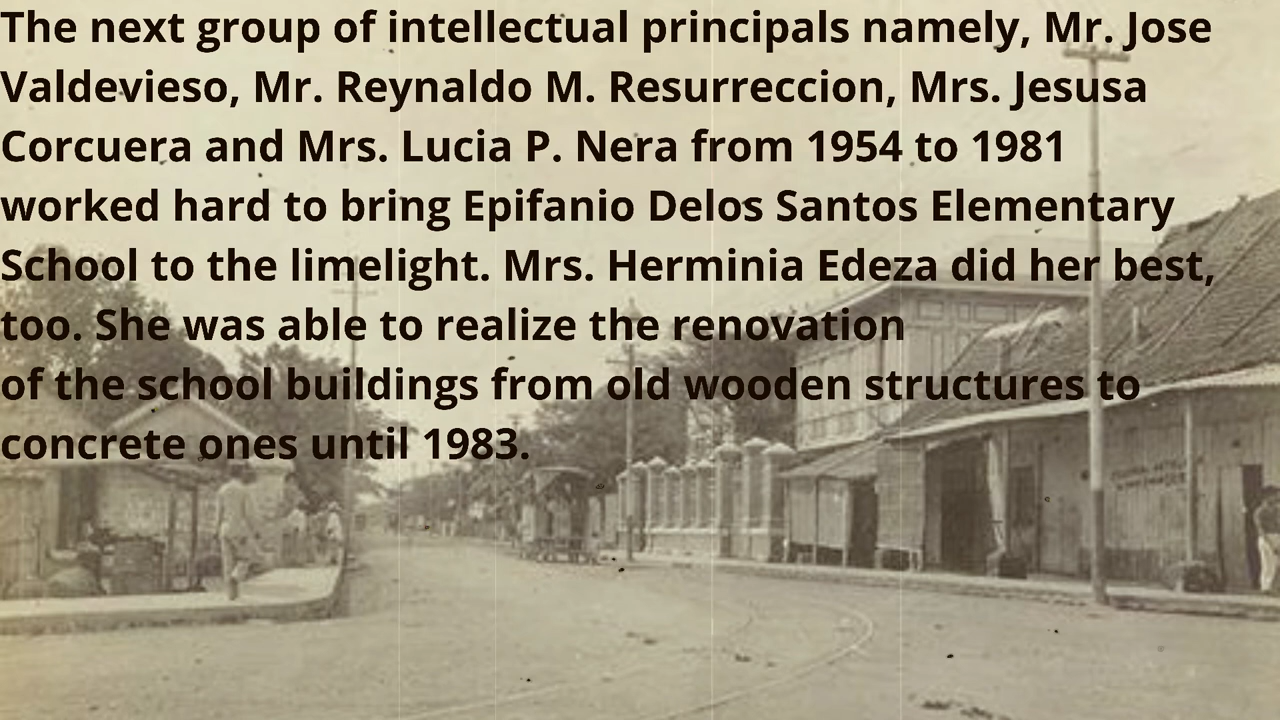 The next group of intellectual principals namely, Mr. Jose
Valdevieso, Mr. Reynaldo M. Resurreccion, Mrs. Jesusa
Corcuera and Mrs. Lucia P. Nera from 1954 to 1981
worked hard to bring Epifanio Delos Santos Elementary
School to the limelight. Mrs. Herminia Edeza did her best,
too. She was able to realize the renovation
of the school buildings from old wooden structures to
concrete ones until 1983.